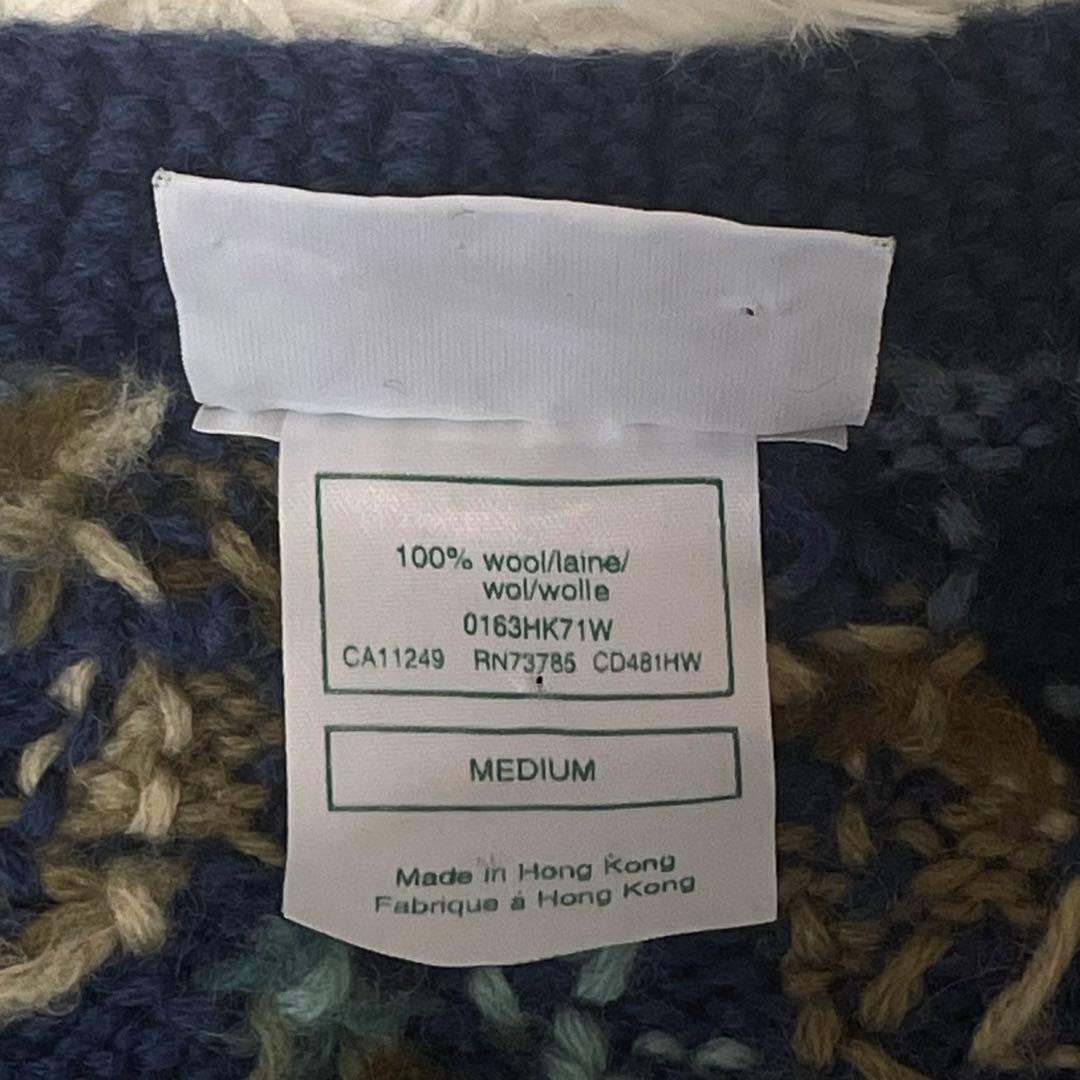 100% wool/laine/
wol/wolle
0163HK71W
CA11249 RN73785 CD481HW
MEDIUM
Made in Hong Kong
Fabrique á Hong Kong